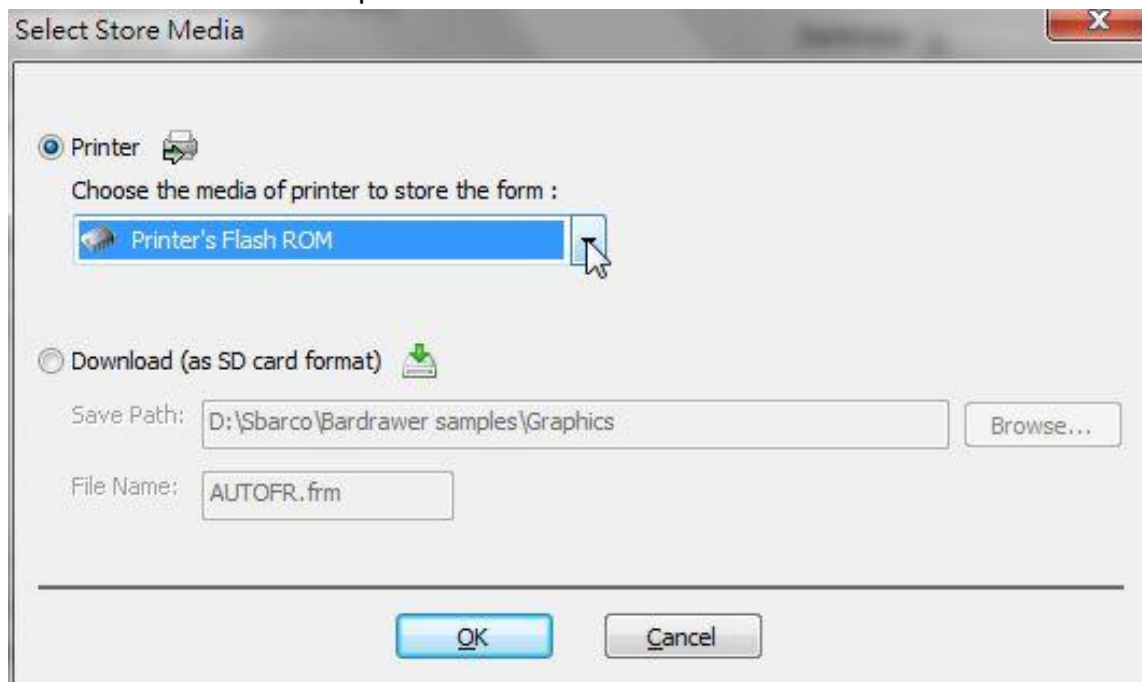 Select Store Media
Printer
Choose the media of printer to store the form :
Printer's Flash ROM
Download (as SD card format)
Save Path: D:\Sbarco\Bardrawer samples\Graphics Browse...
File Name: AUTOFR.frm
OK Cancel